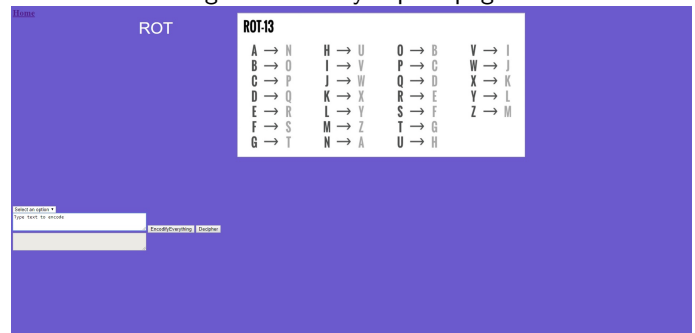 Home
ROT
ROT-13
A → N H → U O → B V → I
B → O I → V P → C W → J
C → P J → W Q → D X → K
D → Q K → X R → E Y → L
E → R L → Y S → F Z → M
F → S M → Z T → G
G → T N → A U → H
Select an option
Type text to encode
EncodifyEverything Decipher